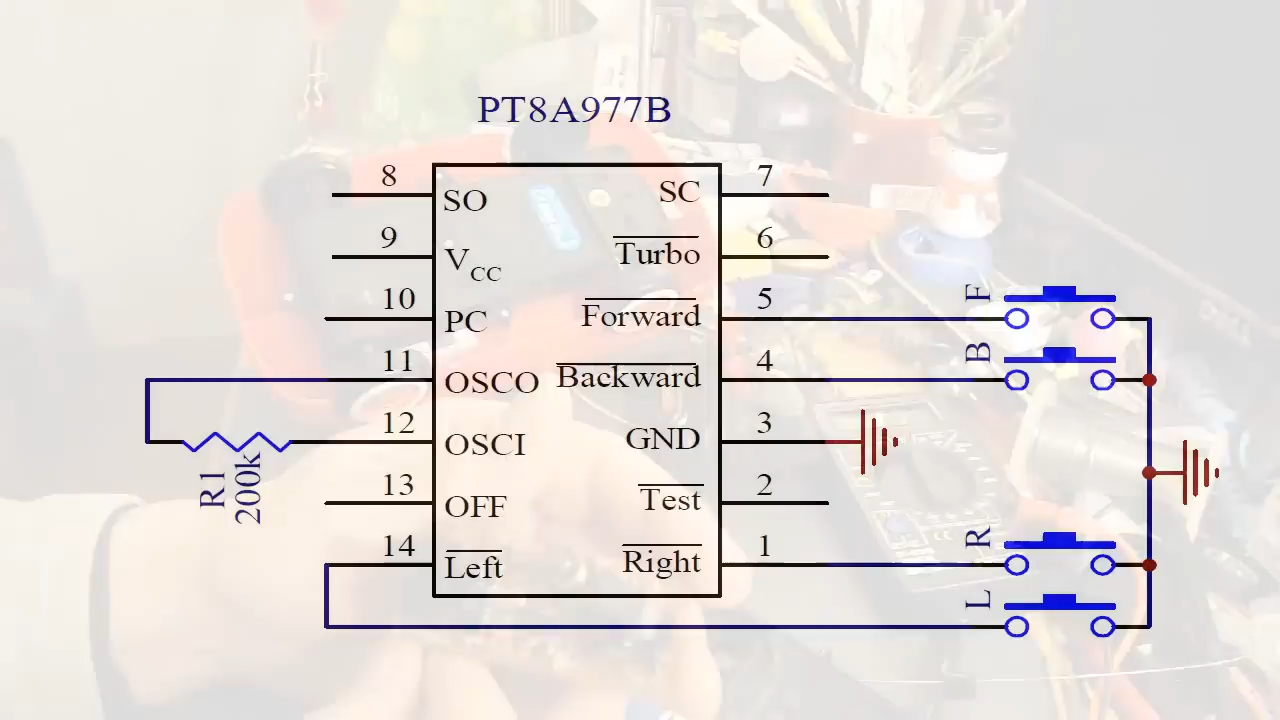 PT8A977B
8 SO SC 7
9 VCC Turbo 6
10 PC Forward 5 F
11 OSCO Backward 4 B
12 OSCI GND 3
R1 200k
13 OFF Test 2
14 Left Right 1 R
L